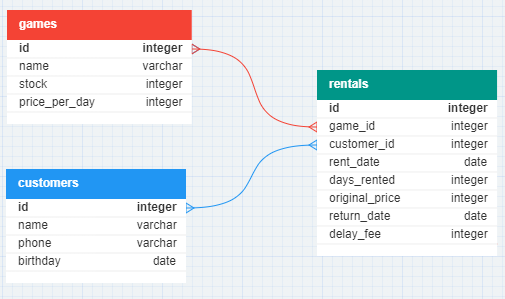 games
id integer
name varchar
stock integer
price_per_day integer
customers
id integer
name varchar
phone varchar
birthday date
rentals
id integer
game_id integer
customer_id integer
rent_date date
days_rented integer
original_price integer
return_date date
delay_fee integer